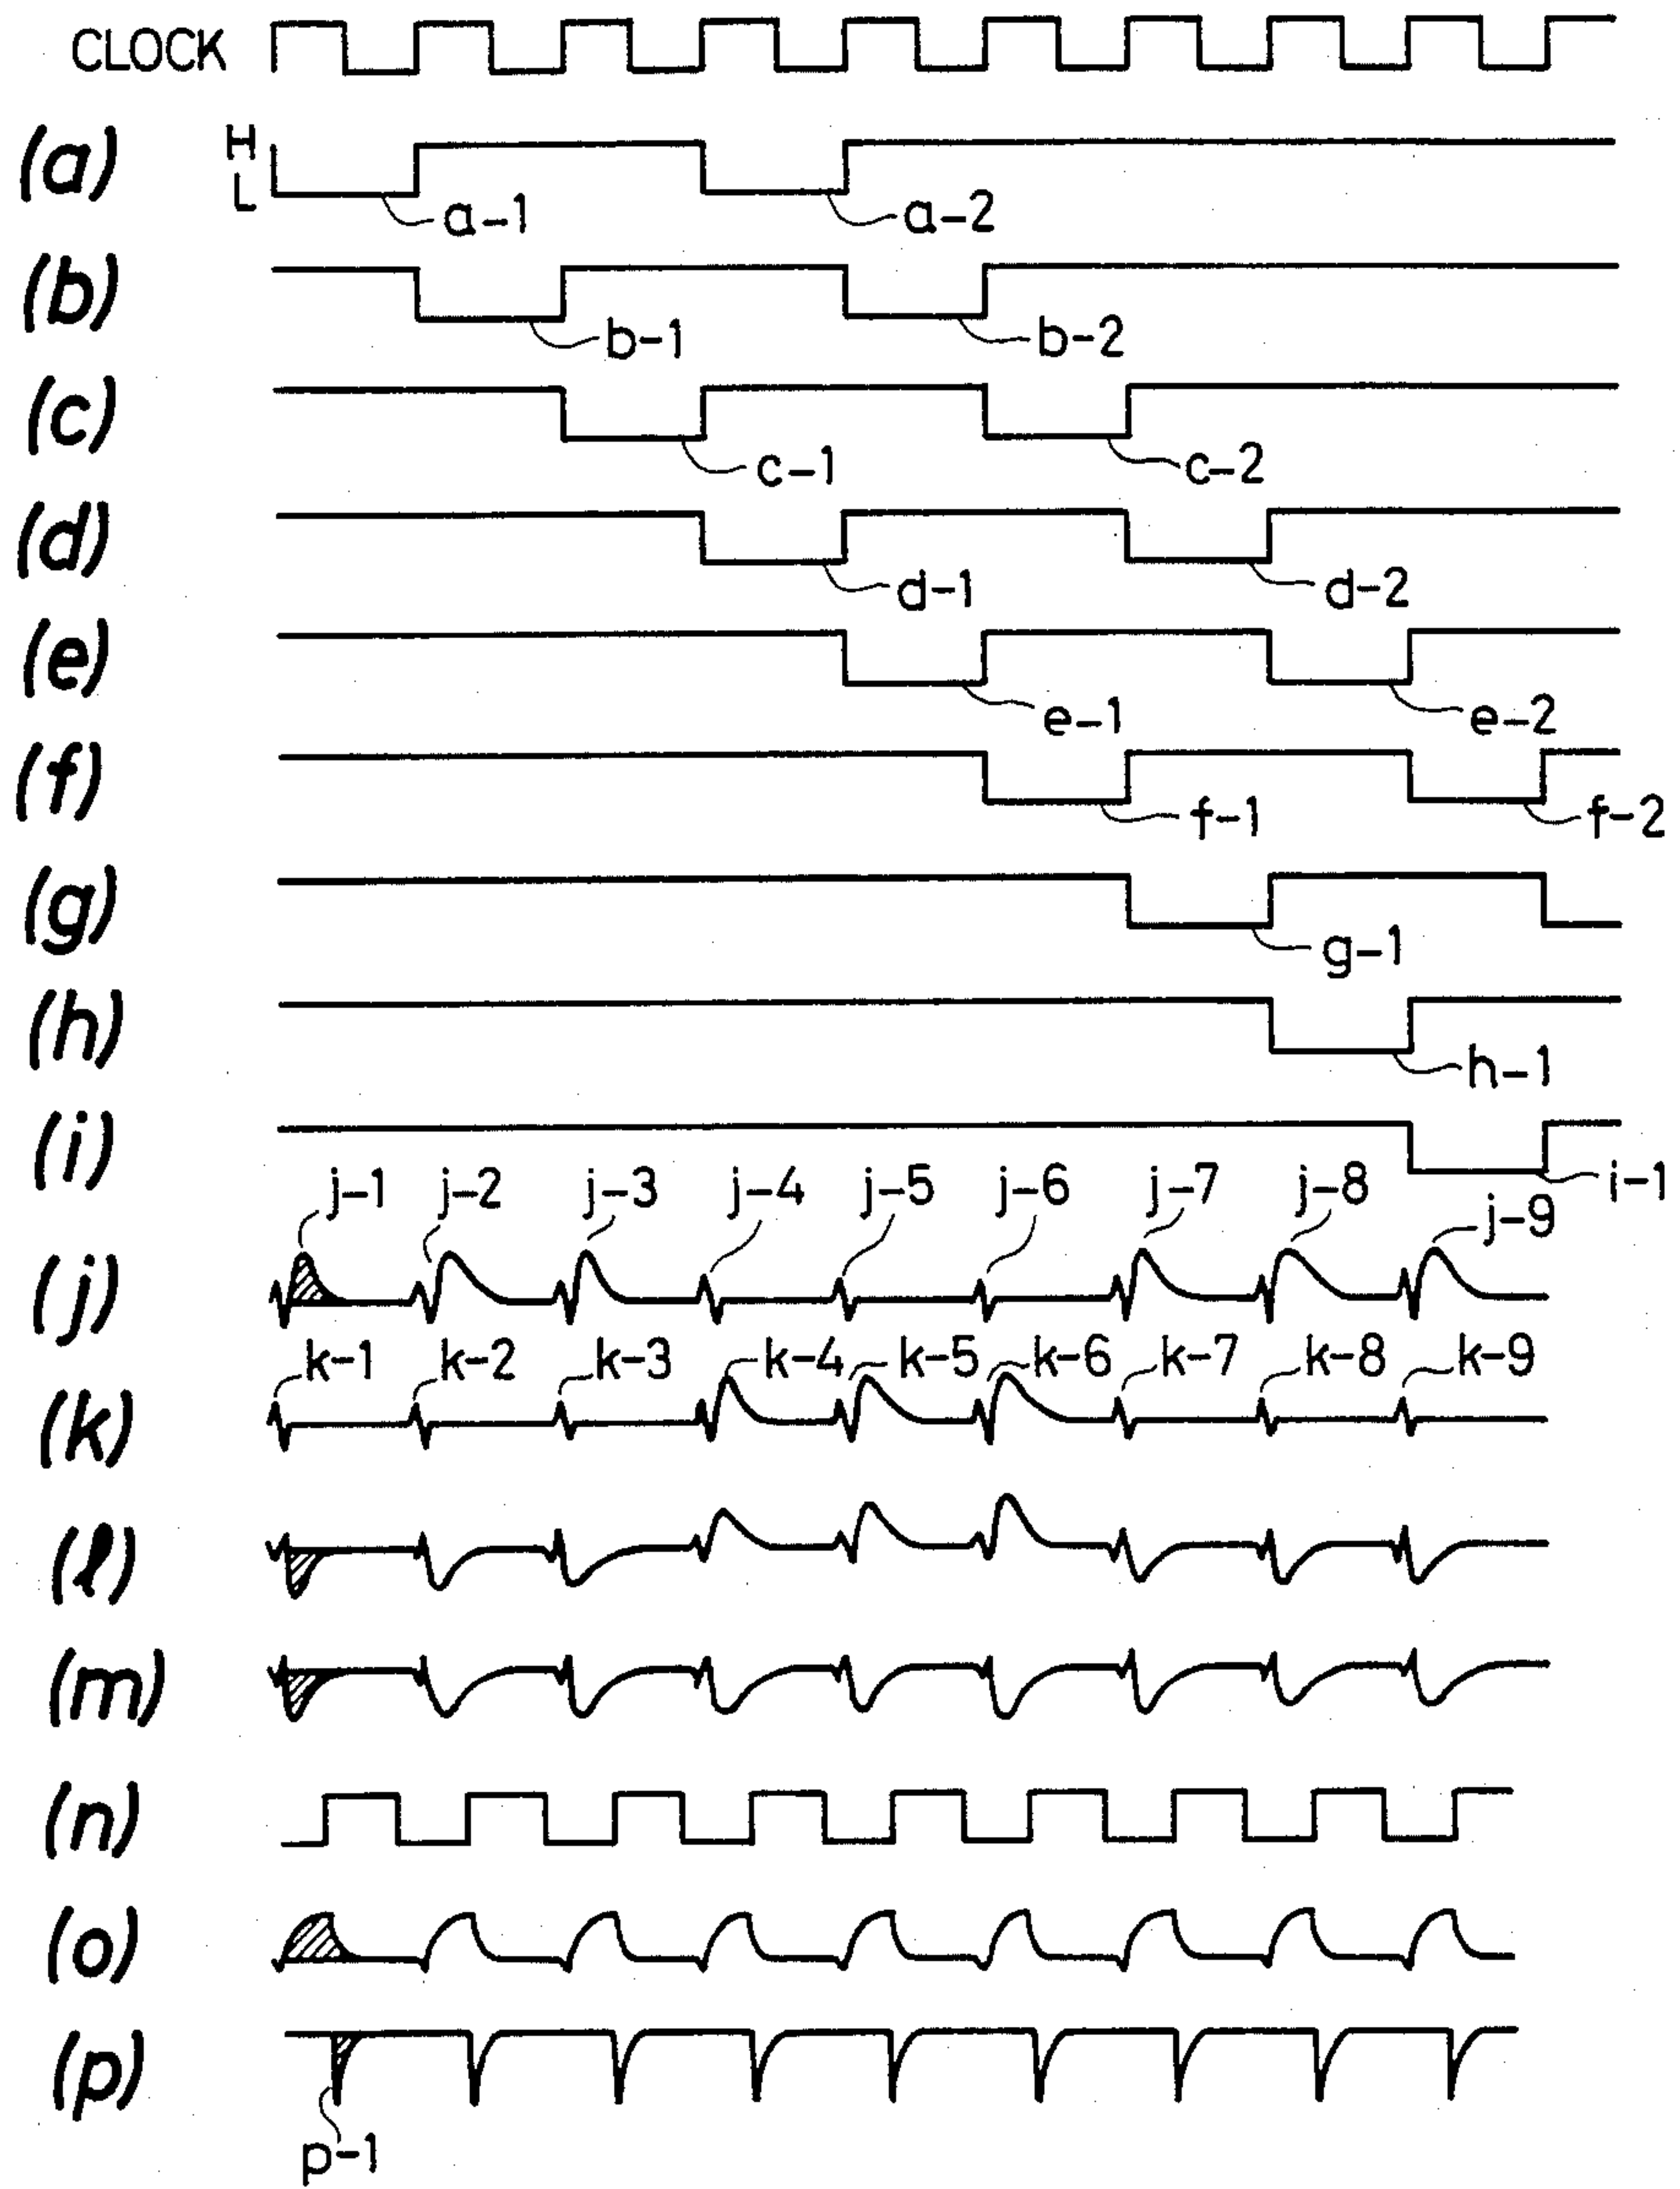 CLOCK
(a) H
L
a-1 a-2
(b)
b-1 b-2
(c)
c-1 c-2
(d)
d-1 d-2
(e)
e-1 e-2
(f)
f-1 f-2
(g)
g-1
(h)
h-1
(i)
i-1
j-1 j-2 j-3 j-4 j-5 j-6 j-7 j-8 j-9
(j)
k-1 k-2 k-3 k-4 k-5 k-6 k-7 k-8 k-9
(k)
(l)
(m)
(n)
(o)
(p)
p-1